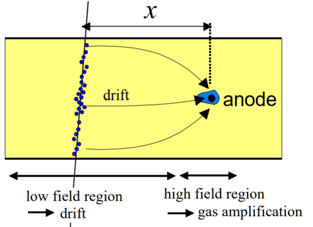 x
drift
anode
low field region
→ drift
high field region
→ gas amplification